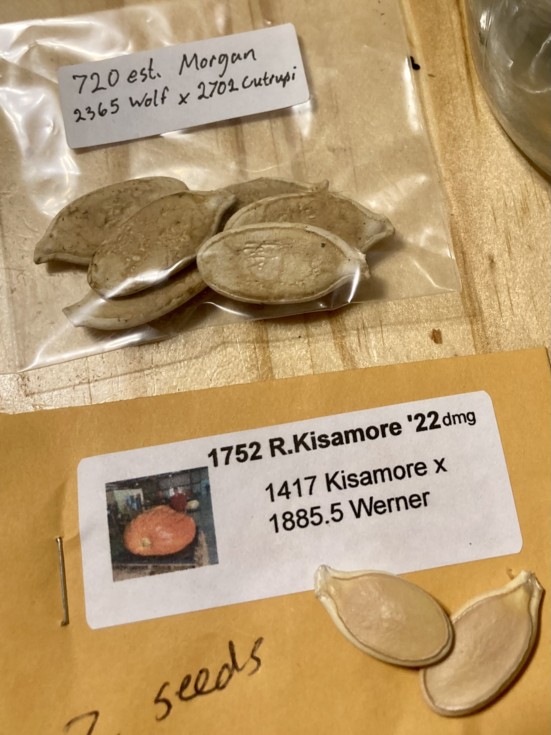 720 est. Morgan
2365 Wolf x 2702 Cutrupi
1752 R.Kisamore '22dmg
1417 Kisamore x
1885.5 Werner
seeds